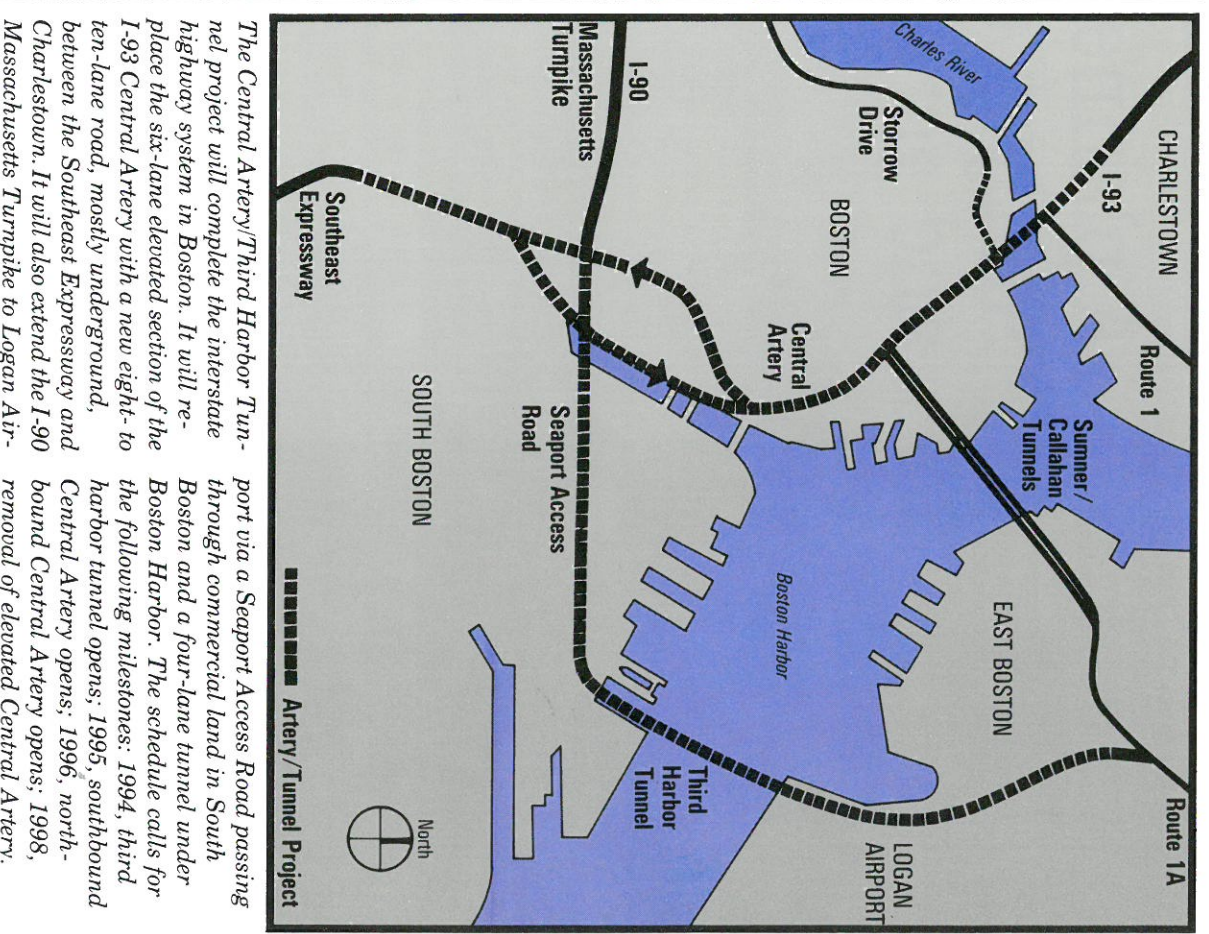 CHARLESTOWN
I-93
Route 1
Route 1A
Charles River
Storrow
Drive
BOSTON
Sumner/
Callahan
Tunnels
EAST BOSTON
LOGAN
AIRPORT
Central
Artery
Boston Harbor
I-90
Massachusetts
Turnpike
Third
Harbor
Tunnel
Seaport Access
Road
SOUTH BOSTON
Southeast
Expressway
North
Artery/Tunnel Project
The Central Artery/Third Harbor Tun-
nel project will complete the interstate
highway system in Boston. It will re-
place the six-lane elevated section of the
I-93 Central Artery with a new eight- to
ten-lane road, mostly underground,
between the Southeast Expressway and
Charlestown. It will also extend the I-90
Massachusetts Turnpike to Logan Air-
port via a Seaport Access Road passing
through commercial land in South
Boston and a four-lane tunnel under
Boston Harbor. The schedule calls for
the following milestones: 1994, third
harbor tunnel opens; 1995, southbound
Central Artery opens; 1996, north-
bound Central Artery opens; 1998,
removal of elevated Central Artery.